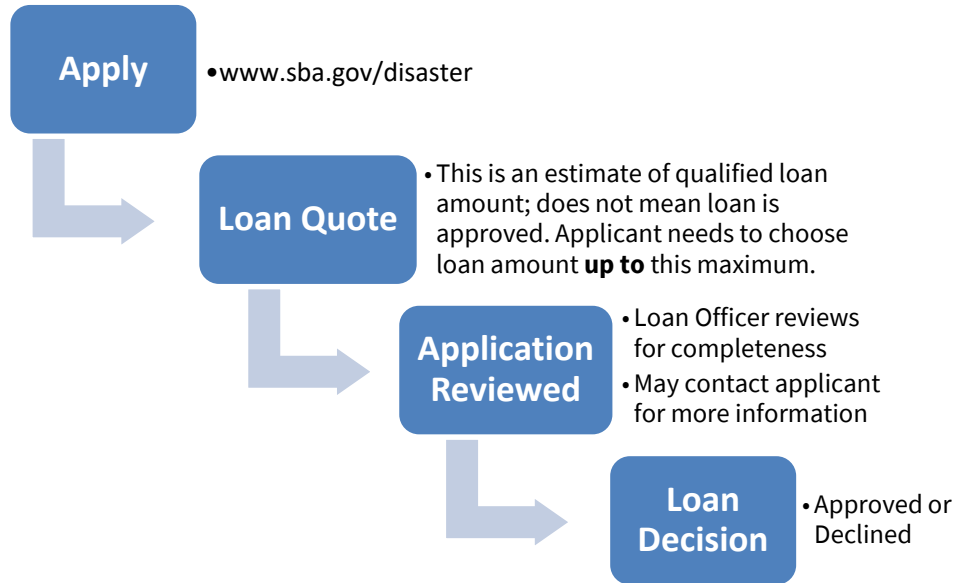 Apply
•www.sba.gov/disaster
Loan Quote
•This is an estimate of qualified loan
amount; does not mean loan is
approved. Applicant needs to choose
loan amount up to this maximum.
Application
Reviewed
•Loan Officer reviews
for completeness
•May contact applicant
for more information
Loan
Decision
•Approved or
Declined